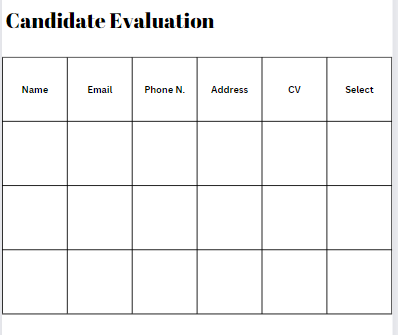 Candidate Evaluation
Name Email Phone N. Address CV Select